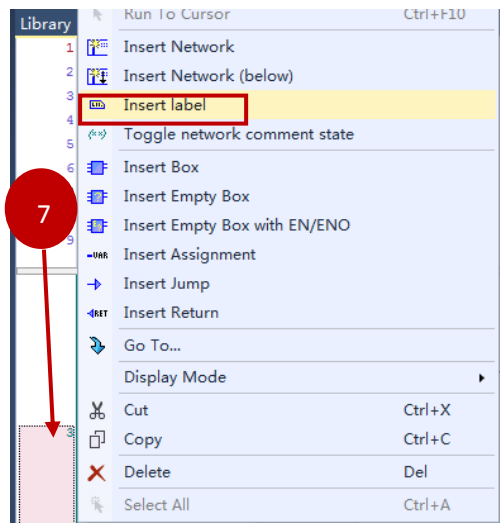 Run To Cursor Ctrl+F10
Library
1 Insert Network
2 Insert Network (below)
3 Insert label
4 Toggle network comment state
5
6 Insert Box
Insert Empty Box
7 Insert Empty Box with EN/ENO
9 Insert Assignment
Insert Jump
Insert Return
Go To...
Display Mode
Cut Ctrl+X
3 Copy Ctrl+C
Delete Del
Select All Ctrl+A